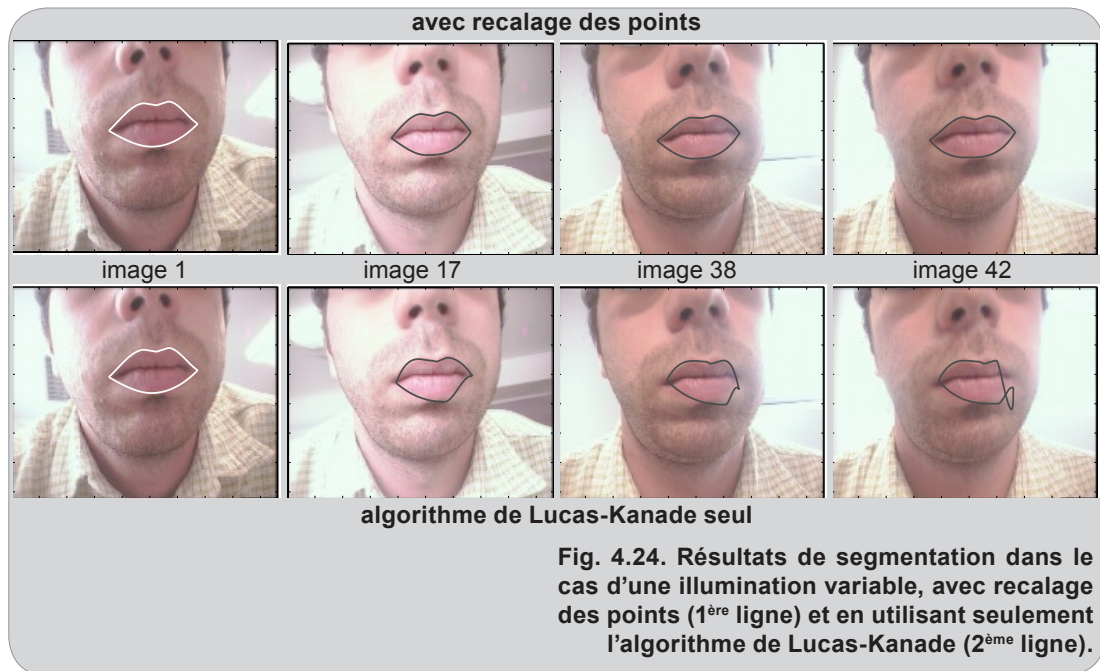 avec recalage des points
image 1 image 17 image 38 image 42
algorithme de Lucas-Kanade seul
Fig. 4.24. Résultats de segmentation dans le
cas d'une illumination variable, avec recalage
des points (1ère ligne) et en utilisant seulement
l'algorithme de Lucas-Kanade (2ème ligne).